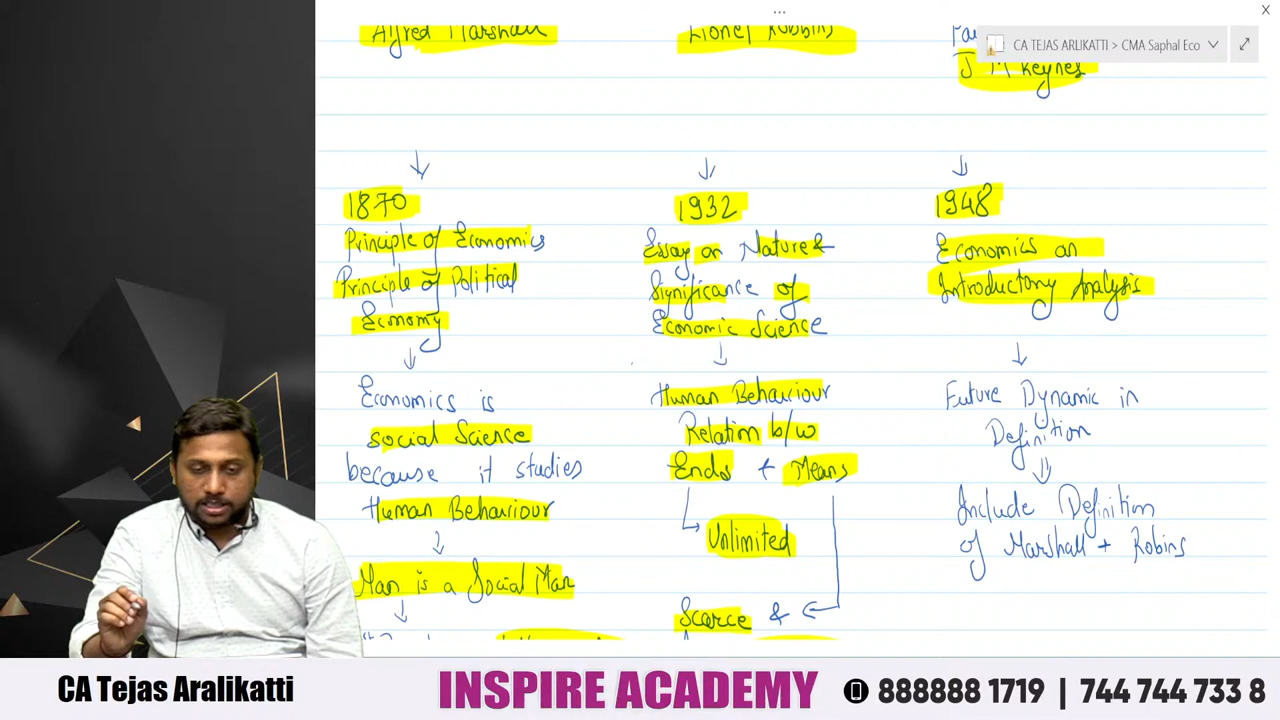 CA TEJAS ARLIKATTI > CMA Saphal Eco
Alfred Marshall
Lionel Robbins
J M Keynes
1870
Principle of Economics
Principle of Political
Economy
Economics is
social Science
because it studies
Human Behaviour
Man is a Social Man
1932
Essay on Nature &
Significance of
Economic Science
Human Behaviour
Relation b/w
Ends + Means
Unlimited
Scarce &
1948
Economics an
Introductory Analysis
Future Dynamic in
Definition
Include Definition
of Marshall + Robins
CA Tejas Aralikatti
INSPIRE ACADEMY
888888 1719 | 744 744 733 8